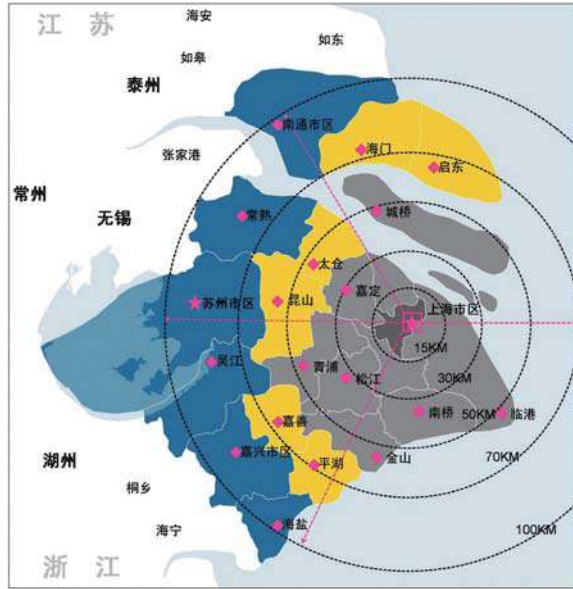 江 苏
海安
如东
如皋
泰州
南通市区
海门
张家港
启东
常州
城桥
无锡
常熟
太仓
嘉定
苏州市区
昆山
上海市区
15KM
吴江
青浦
松江
30KM
南桥
50KM
临港
嘉善
嘉兴市区
平湖
金山
湖州
70KM
桐乡
海宁
海盐
100KM
浙 江